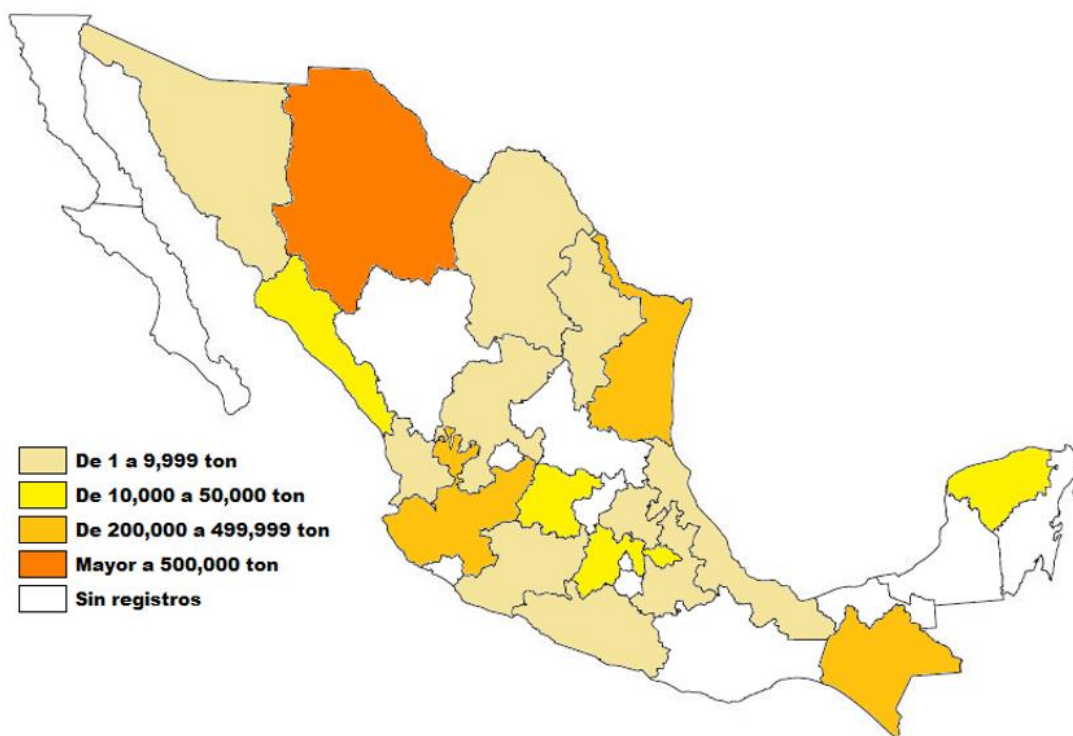 De 1 a 9,999 ton
De 10,000 a 50,000 ton
De 200,000 a 499,999 ton
Mayor a 500,000 ton
Sin registros